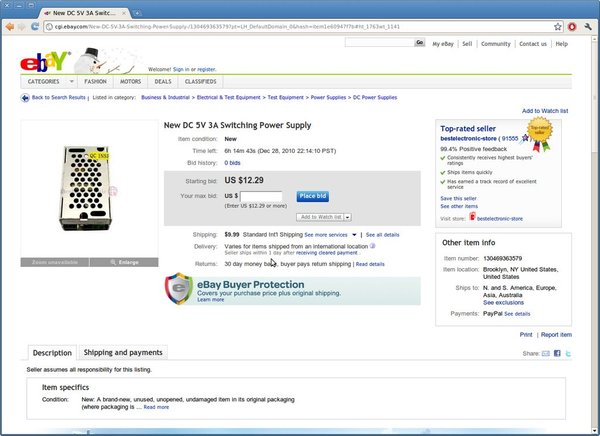 New DC 5V 3A Switc...
cgi.ebay.com/New-DC-5V-3A-Switching-Power-Supply-/130469363579?pt=LH_DefaultDomain_0&hash=item1e60947f7b#ht_1763wt_1141
Go
My eBay | Sell | Community | Contact us | Help
ebaY
Welcome! Sign in or register.
CATEGORIES FASHION MOTORS DEALS CLASSIFIEDS
Back to Search Results | Listed in category: Business & Industrial > Electrical & Test Equipment > Test Equipment > Power Supplies > DC Power Supplies
Add to Watch list
New DC 5V 3A Switching Power Supply
Item condition: New
Time left: 6h 14m 43s (Dec 28, 2010 22:14:10 PST)
Bid history: 0 bids
Starting bid: US $12.29
Your max bid: US $ Place bid
(Enter US $12.29 or more)
Add to Watch list
Shipping: $9.99 Standard Int'l Shipping See more services | See all details
Delivery: Varies for items shipped from an international location
Seller ships within 1 day after receiving cleared payment.
Returns: 30 day money back, buyer pays return shipping | Read details
Zoom unavailable Enlarge
eBay Buyer Protection
Covers your purchase price plus original shipping.
Learn more
Top-rated seller
bestelectronic-store ( 91555
99.4% Positive feedback
Consistently receives highest buyers'
ratings
Ships items quickly
Has earned a track record of excellent
service
Save this seller
See other items
Visit store: bestelectronic-store
Other item info
Item number: 130469363579
Item location: Brooklyn, NY United States,
United States
Ships to: N. and S. America, Europe,
Asia, Australia
See exclusions
Payments: PayPal See details
Print | Report item
Description Shipping and payments
Share:
Seller assumes all responsibility for this listing.
Item specifics
Condition: New: A brand-new, unused, unopened, undamaged item in its original packaging
(where packaging is ... Read more